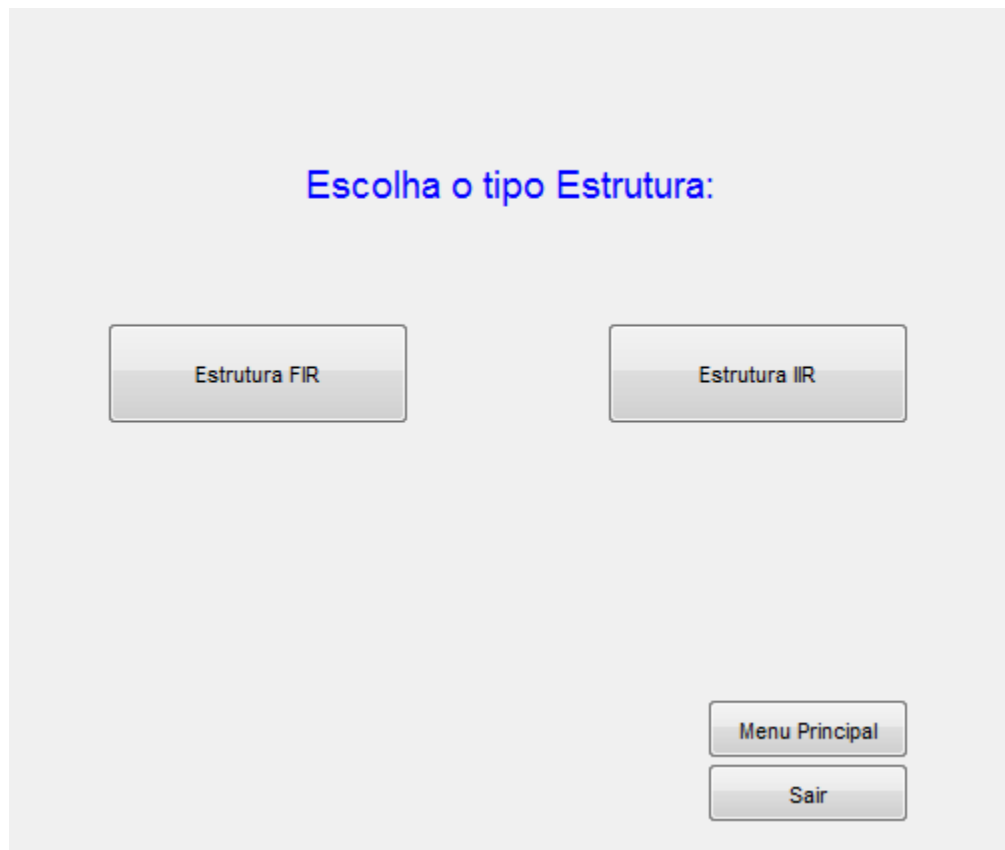 Escolha o tipo Estrutura:
Estrutura FIR
Estrutura IIR
Menu Principal
Sair